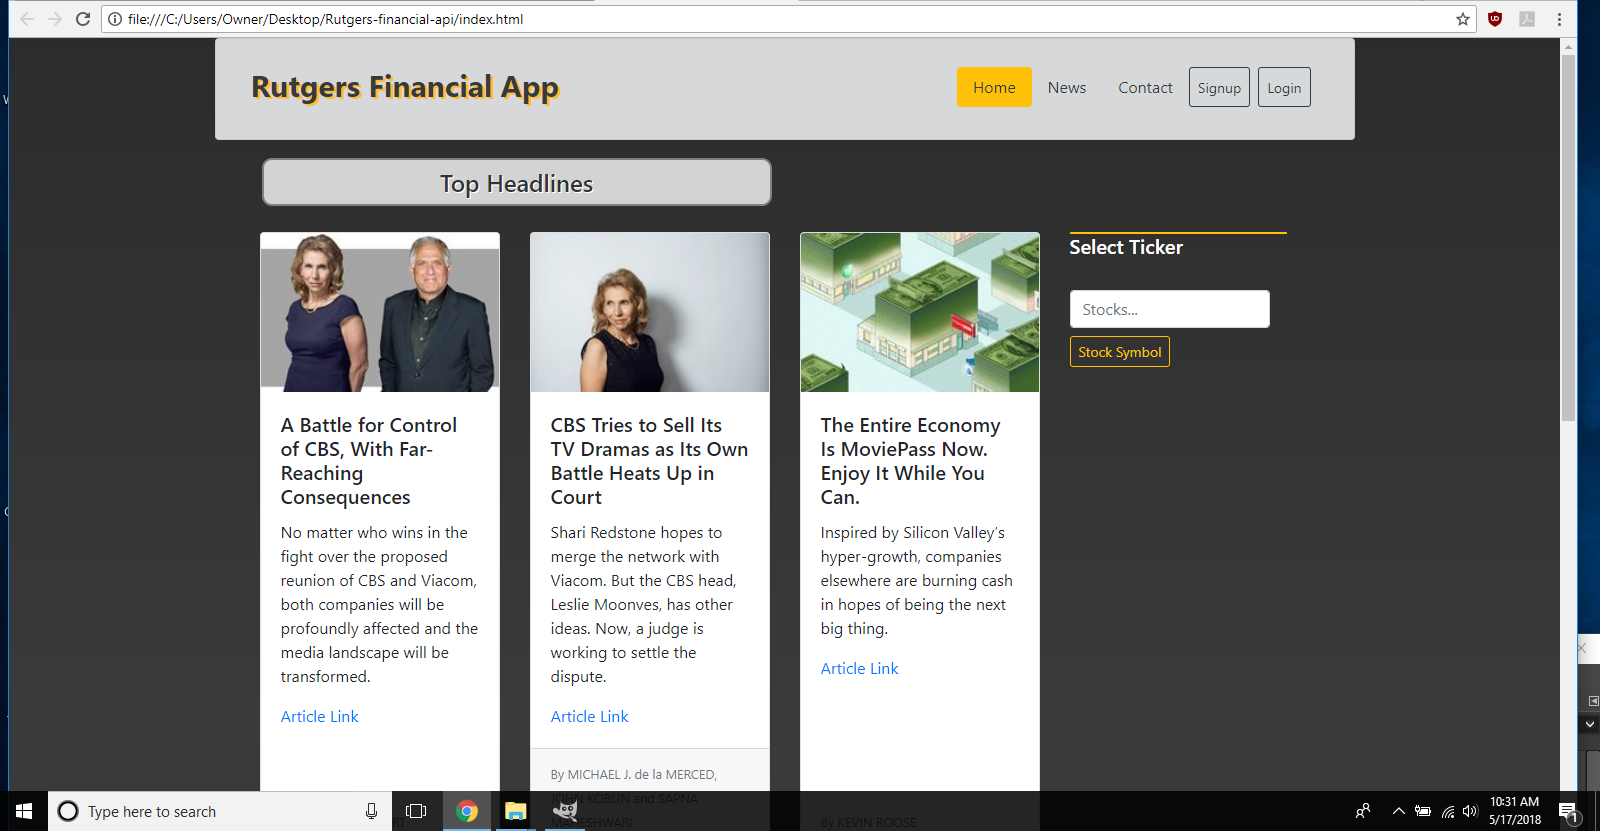 file:///C:/Users/Owner/Desktop/Rutgers-financial-api/index.html
Rutgers Financial App
Home
News
Contact
Signup
Login
Top Headlines
A Battle for Control
of CBS, With Far-
Reaching
Consequences
No matter who wins in the
fight over the proposed
reunion of CBS and Viacom,
both companies will be
profoundly affected and the
media landscape will be
transformed.
Article Link
CBS Tries to Sell Its
TV Dramas as Its Own
Battle Heats Up in
Court
Shari Redstone hopes to
merge the network with
Viacom. But the CBS head,
Leslie Moonves, has other
ideas. Now, a judge is
working to settle the
dispute.
Article Link
By MICHAEL J. de la MERCED,
JOHN KOBLIN and SAPNA
MAHESHWARI
The Entire Economy
Is MoviePass Now.
Enjoy It While You
Can.
Inspired by Silicon Valley’s
hyper-growth, companies
elsewhere are burning cash
in hopes of being the next
big thing.
Article Link
By KEVIN ROOSE
Select Ticker
Stocks...
Stock Symbol
Type here to search
10:31 AM
5/17/2018
1